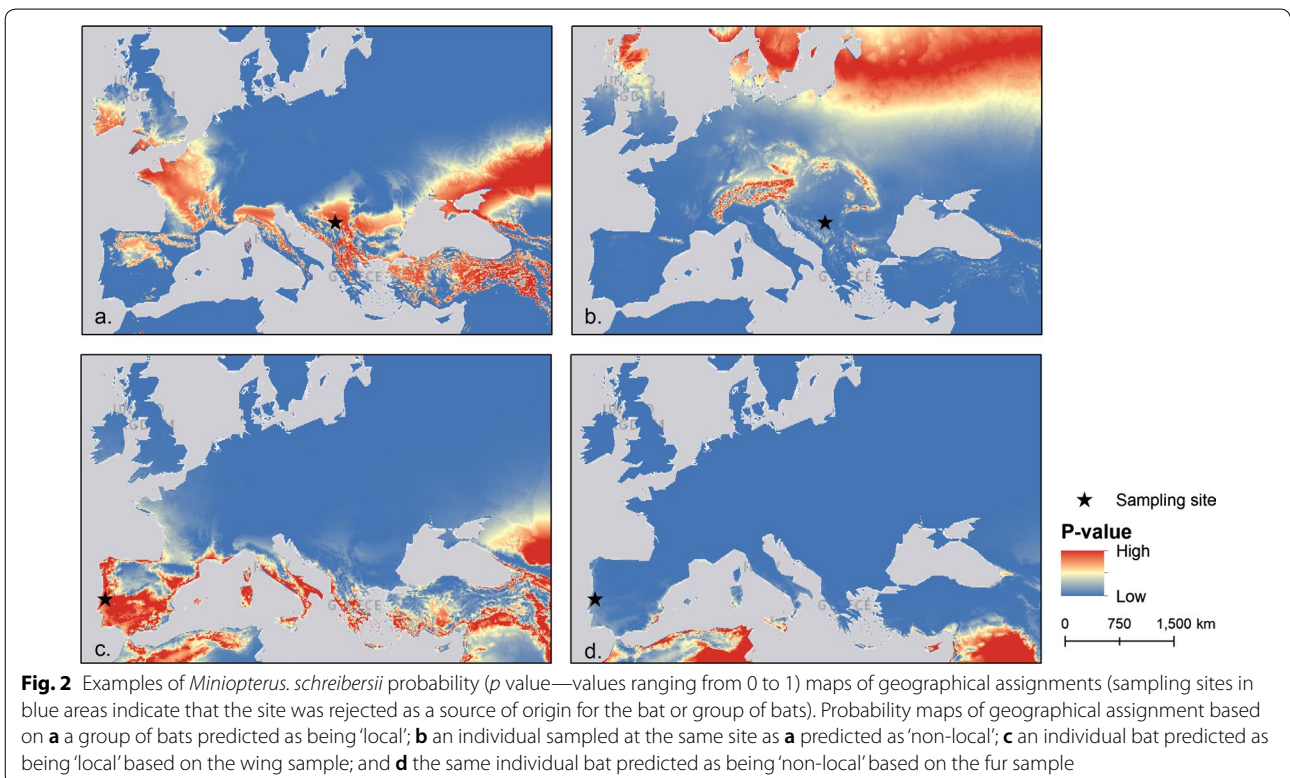 a.
b.
c.
d.
GREECE
GREECE
Sampling site
P-value
High
Low
0 750 1,500 km
Fig. 2 Examples of Miniopterus. schreibersii probability (p value—values ranging from 0 to 1) maps of geographical assignments (sampling sites in
blue areas indicate that the site was rejected as a source of origin for the bat or group of bats). Probability maps of geographical assignment based
on a a group of bats predicted as being ‘local’; b an individual sampled at the same site as a predicted as ‘non-local’; c an individual bat predicted as
being ‘local’ based on the wing sample; and d the same individual bat predicted as being ‘non-local’ based on the fur sample